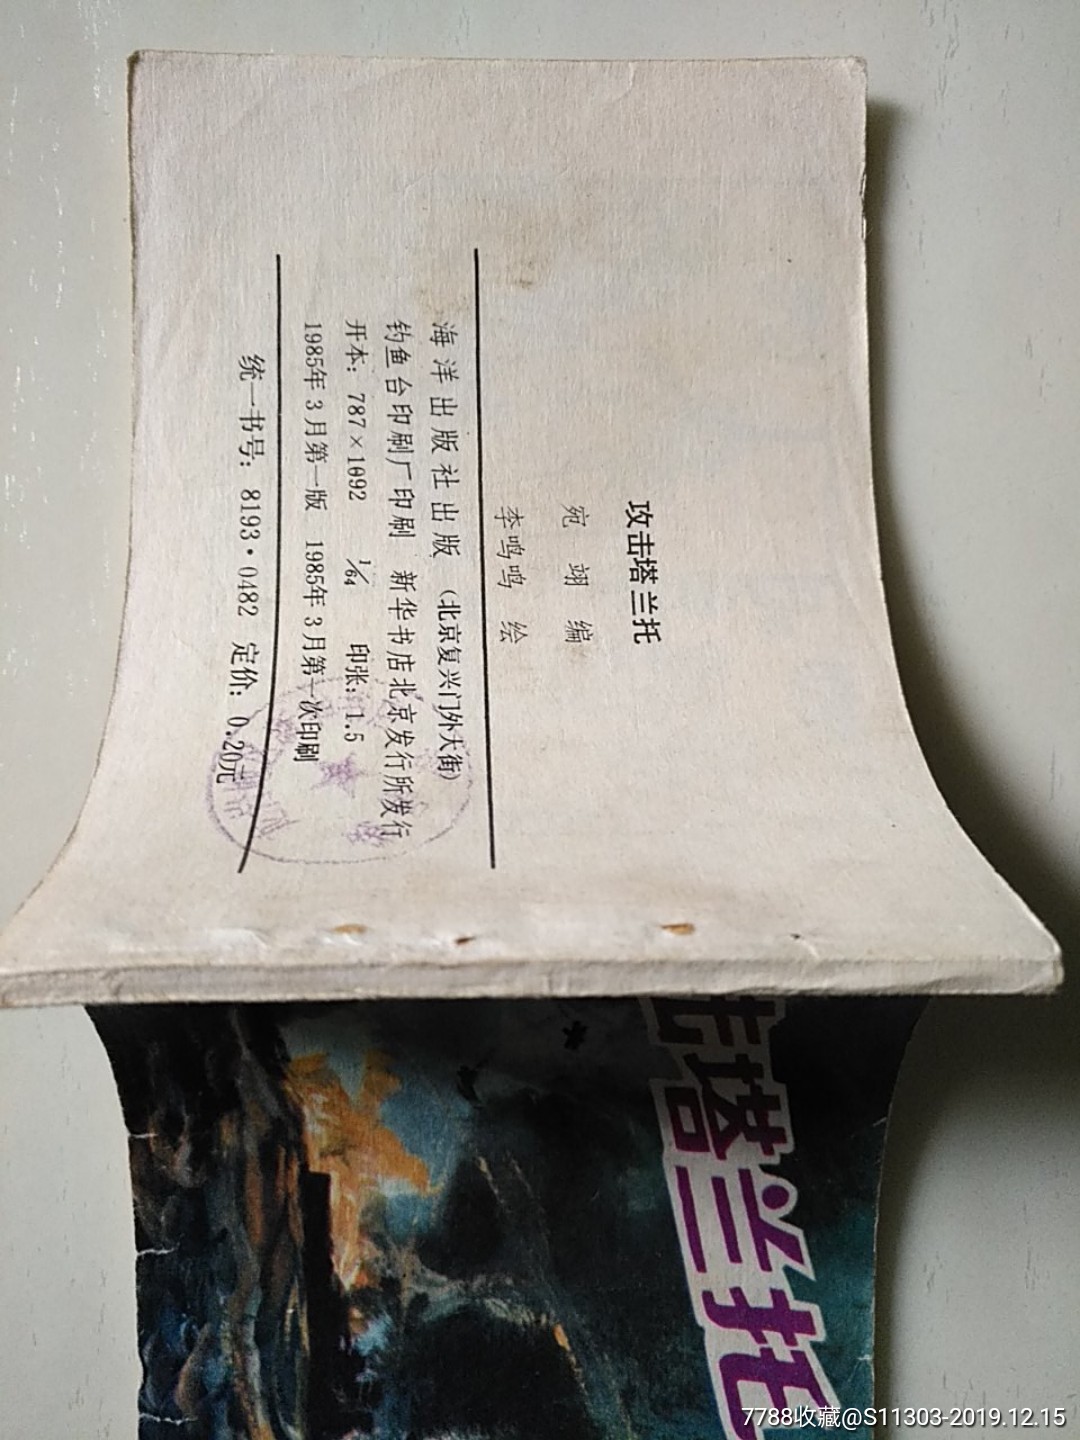 攻击塔兰托
宛翊 编
李鸣鸣 绘
海洋出版社出版 (北京复兴门外大街)
钓鱼台印刷厂印刷 新华书店北京发行所发行
开本: 787×1092 1/64 印张: 1.5
1985年3月第一版 1985年3月第一次印刷
统一书号: 8193·0482 定价: 0.20元
击塔兰托
7788收藏@S11303-2019.12.15